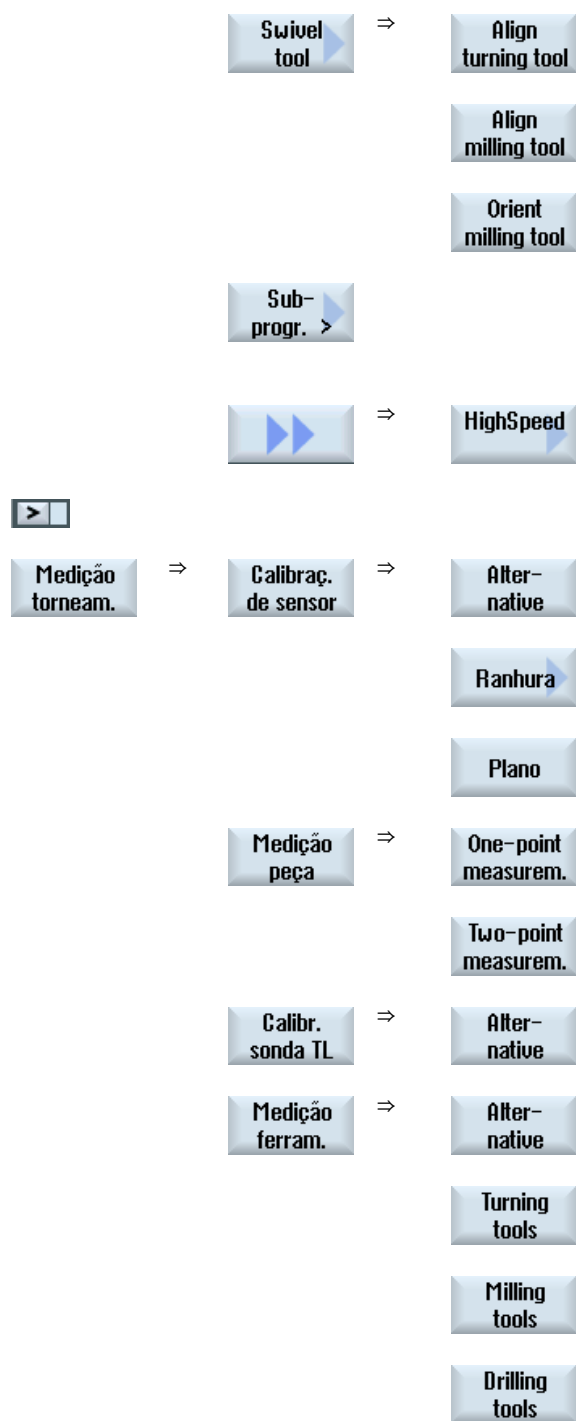 Swivel
tool
⇒
Align
turning tool
Align
milling tool
Orient
milling tool
Sub-
progr. >
⇒
HighSpeed
>
Medição
torneam.
⇒
Calibraç.
de sensor
⇒
Alter-
native
Ranhura
Plano
Medição
peça
⇒
One-point
measurem.
Two-point
measurem.
Calibr.
sonda TL
⇒
Alter-
native
Medição
ferram.
⇒
Alter-
native
Turning
tools
Milling
tools
Drilling
tools